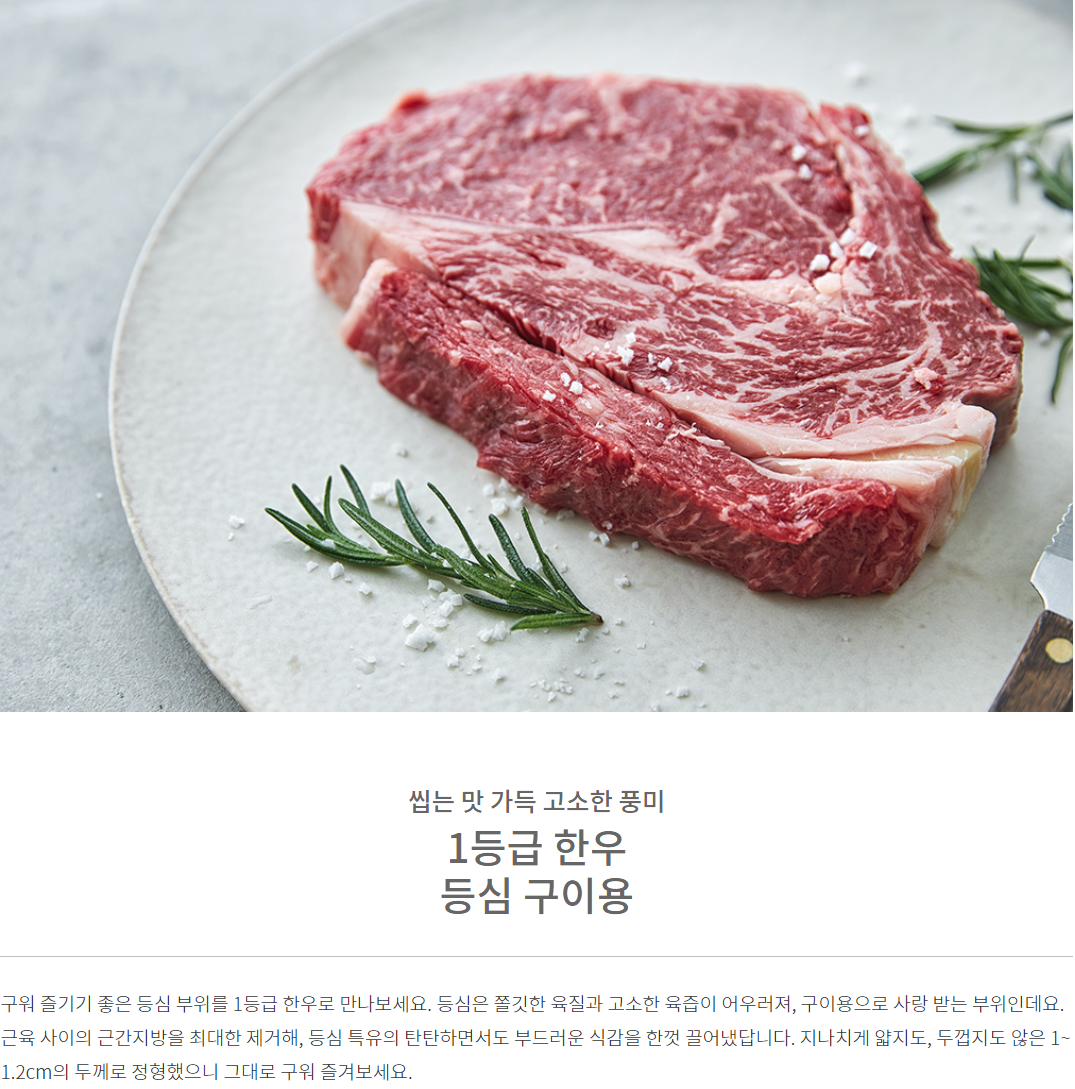 씹는 맛 가득 고소한 풍미
1등급 한우
등심 구이용
구워 즐기기 좋은 등심 부위를 1등급 한우로 만나보세요. 등심은 쫄깃한 육질과 고소한 육즙이 어우러져, 구이용으로 사랑 받는 부위인데요.
근육 사이의 근간지방을 최대한 제거해, 등심 특유의 탄탄하면서도 부드러운 식감을 한껏 끌어냈답니다. 지나치게 얇지도, 두껍지도 않은 1~
1.2cm의 두께로 정형했으니 그대로 구워 즐겨보세요.